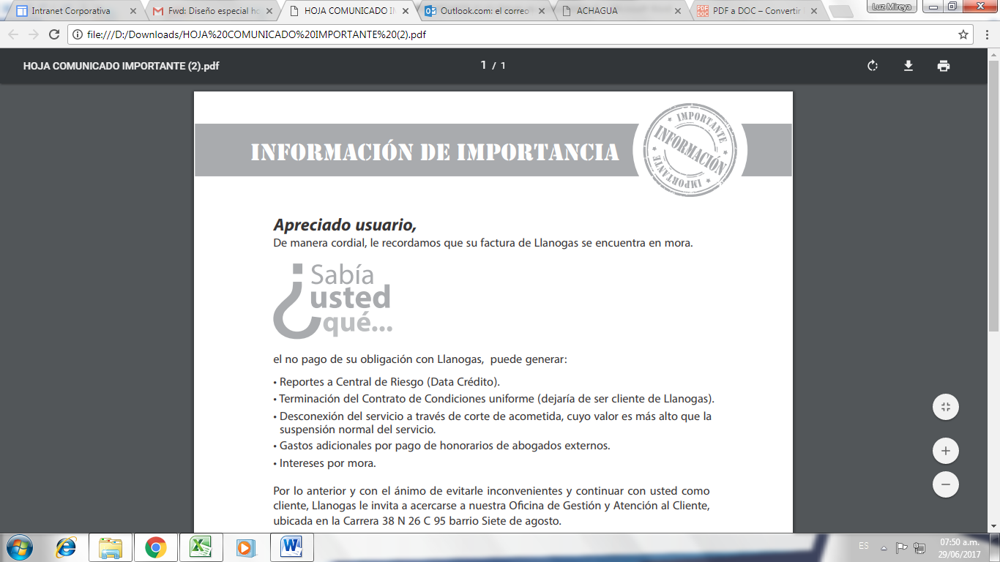 Intranet Corporativa
Fwd: Diseño especial ho
HOJA COMUNICADO IM
Outlook.com: el correo
ACHAGUA
PDF a DOC – Convertir
Luz Mireya
file:///D:/Downloads/HOJA%20COMUNICADO%20IMPORTANTE%20(2).pdf
HOJA COMUNICADO IMPORTANTE (2).pdf
1 / 1
INFORMACIÓN DE IMPORTANCIA
IMPORTANTE
INFORMACIÓN
IMPORTANTE
Apreciado usuario,
De manera cordial, le recordamos que su factura de Llanogas se encuentra en mora.
¿Sabía
usted
qué...
el no pago de su obligación con Llanogas, puede generar:
• Reportes a Central de Riesgo (Data Crédito).
• Terminación del Contrato de Condiciones uniforme (dejaría de ser cliente de Llanogas).
• Desconexión del servicio a través de corte de acometida, cuyo valor es más alto que la
suspensión normal del servicio.
• Gastos adicionales por pago de honorarios de abogados externos.
• Intereses por mora.
Por lo anterior y con el ánimo de evitarle inconvenientes y continuar con usted como
cliente, Llanogas le invita a acercarse a nuestra Oficina de Gestión y Atención al Cliente,
ubicada en la Carrera 38 N 26 C 95 barrio Siete de agosto.
ES
07:50 a.m.
29/06/2017